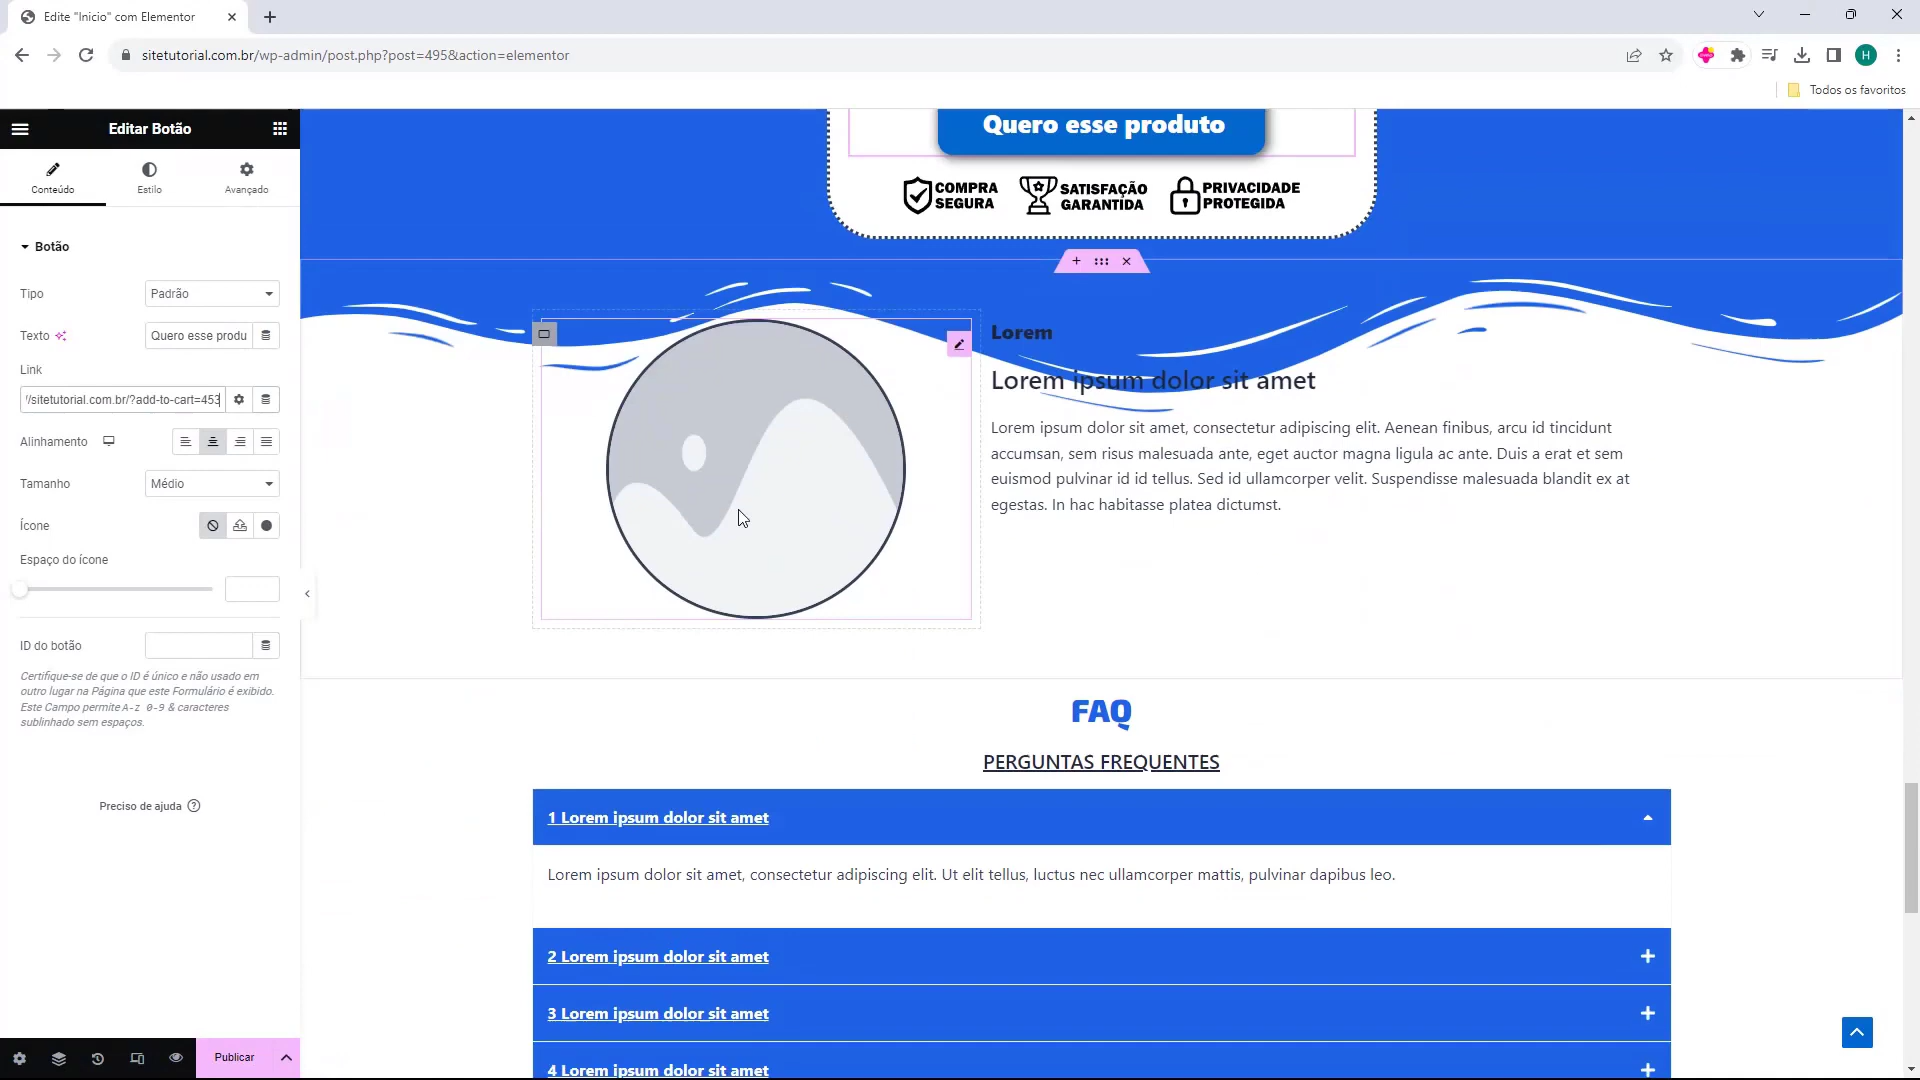 Edite "Inicio" com Elementor
sitetutorial.com.br/wp-admin/post.php?post=495&action=elementor
H
Todos os favoritos
Editar Botão
Conteúdo
Estilo
Avançado
Botão
Tipo
Padrão
Texto
Quero esse produ
Link
//sitetutorial.com.br/?add-to-cart=453
Alinhamento
Tamanho
Médio
Ícone
Espaço do ícone
ID do botão
Certifique-se de que o ID é único e não usado em
outro lugar na Página que este Formulário é exibido.
Este Campo permite A-z 0-9 & caracteres
sublinhado sem espaços.
Preciso de ajuda
Publicar
Quero esse produto
COMPRA
SEGURA
SATISFAÇÃO
GARANTIDA
PRIVACIDADE
PROTEGIDA
Lorem
Lorem ipsum dolor sit amet
Lorem ipsum dolor sit amet, consectetur adipiscing elit. Aenean finibus, arcu id tincidunt
accumsan, sem risus malesuada ante, eget auctor magna ligula ac ante. Duis a erat et sem
euismod pulvinar id id tellus. Sed id ullamcorper velit. Suspendisse malesuada blandit ex at
egestas. In hac habitasse platea dictumst.
FAQ
PERGUNTAS FREQUENTES
1 Lorem ipsum dolor sit amet
Lorem ipsum dolor sit amet, consectetur adipiscing elit. Ut elit tellus, luctus nec ullamcorper mattis, pulvinar dapibus leo.
2 Lorem ipsum dolor sit amet
3 Lorem ipsum dolor sit amet
4 Lorem ipsum dolor sit amet